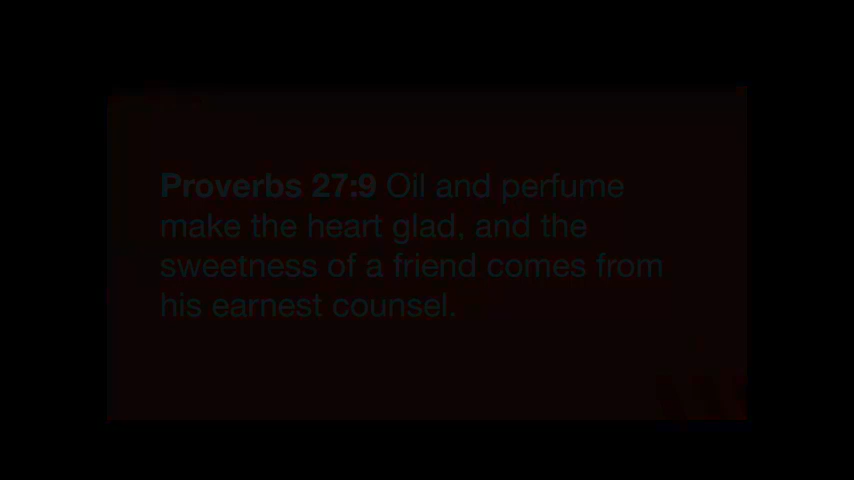 Proverbs 27:9 Oil and perfume
make the heart glad, and the
sweetness of a friend comes from
his earnest counsel.